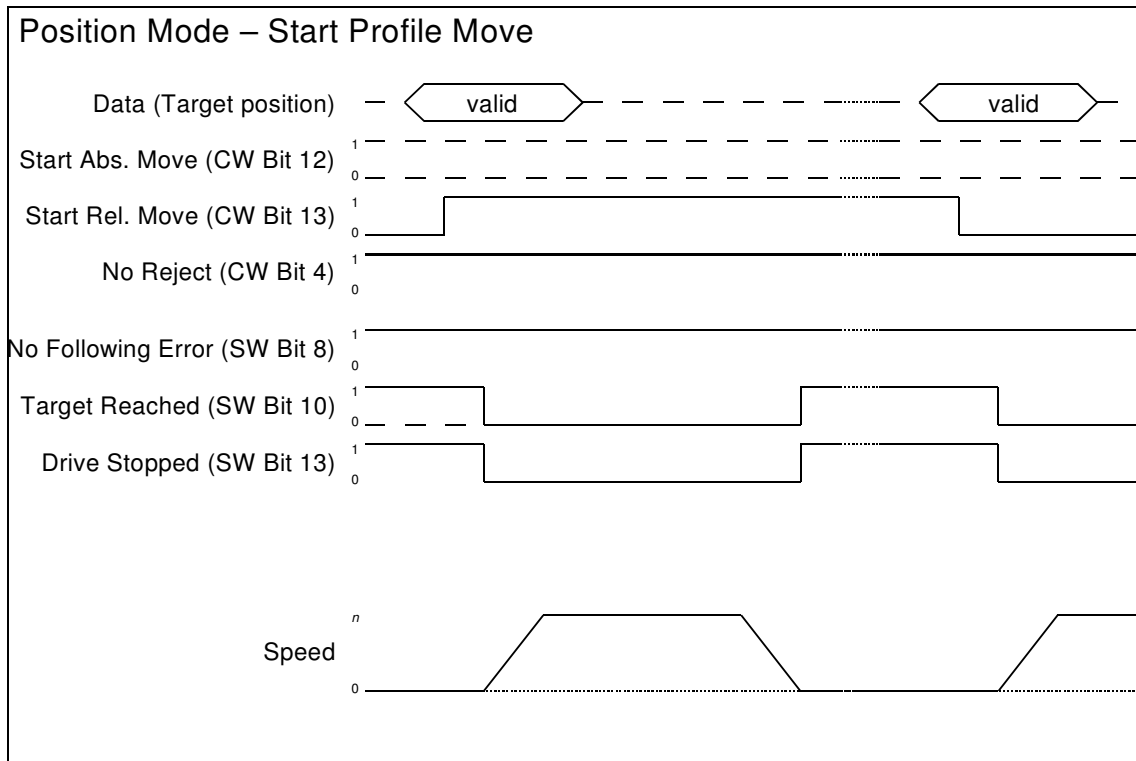 Position Mode – Start Profile Move
Data (Target position) valid valid
Start Abs. Move (CW Bit 12) 1 0
Start Rel. Move (CW Bit 13) 1 0
No Reject (CW Bit 4) 1 0
No Following Error (SW Bit 8) 1 0
Target Reached (SW Bit 10) 1 0
Drive Stopped (SW Bit 13) 1 0
n
Speed
0